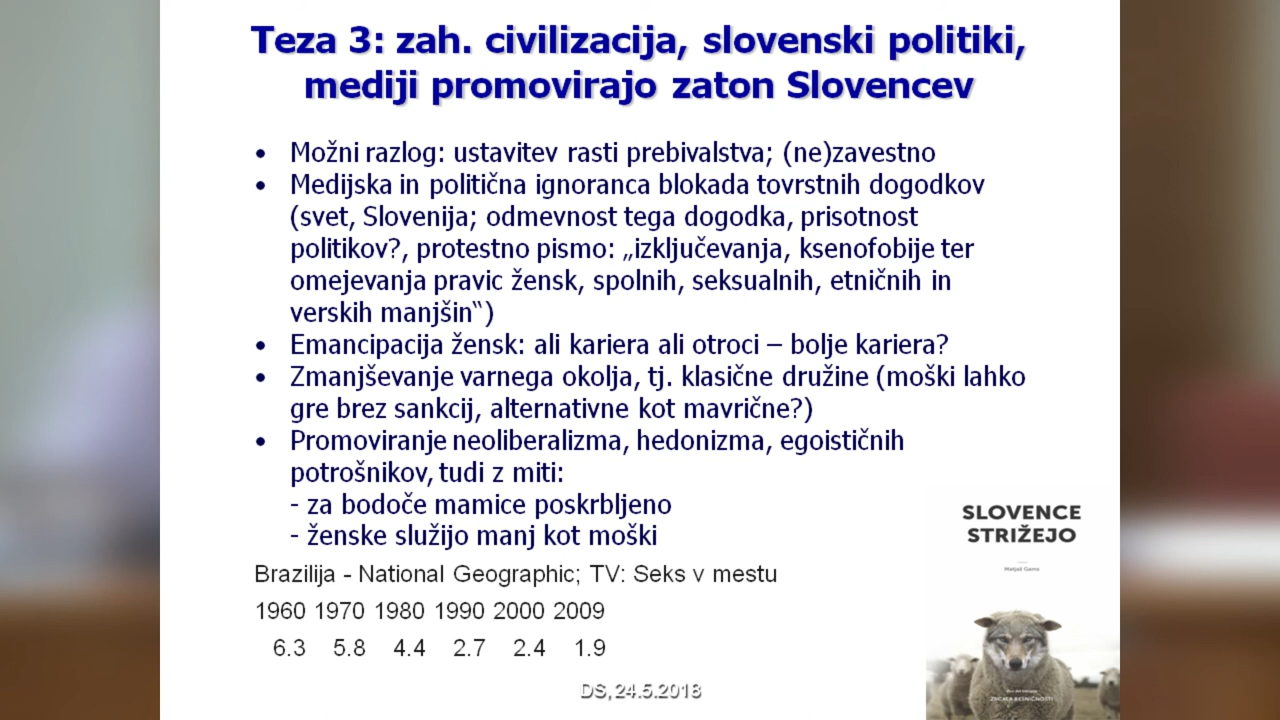 Teza 3: zah. civilizacija, slovenski politiki,
mediji promovirajo zaton Slovencev
• Možni razlog: ustavitev rasti prebivalstva; (ne)zavestno
• Medijska in politična ignoranca blokada tovrstnih dogodkov
(svet, Slovenija; odmevnost tega dogodka, prisotnost
politikov?, protestno pismo: „izključevanja, ksenofobije ter
omejevanja pravic žensk, spolnih, seksualnih, etničnih in
verskih manjšin“)
• Emancipacija žensk: ali kariera ali otroci – bolje kariera?
• Zmanjševanje varnega okolja, tj. klasične družine (moški lahko
gre brez sankcij, alternativne kot mavrične?)
• Promoviranje neoliberalizma, hedonizma, egoističnih
potrošnikov, tudi z miti:
- za bodoče mamice poskrbljeno
- ženske služijo manj kot moški
Brazilija - National Geographic; TV: Seks v mestu
1960 1970 1980 1990 2000 2009
6.3 5.8 4.4 2.7 2.4 1.9
SLOVENCE
STRIŽEJO
Matjaž Gams
DS, 24.5.2018